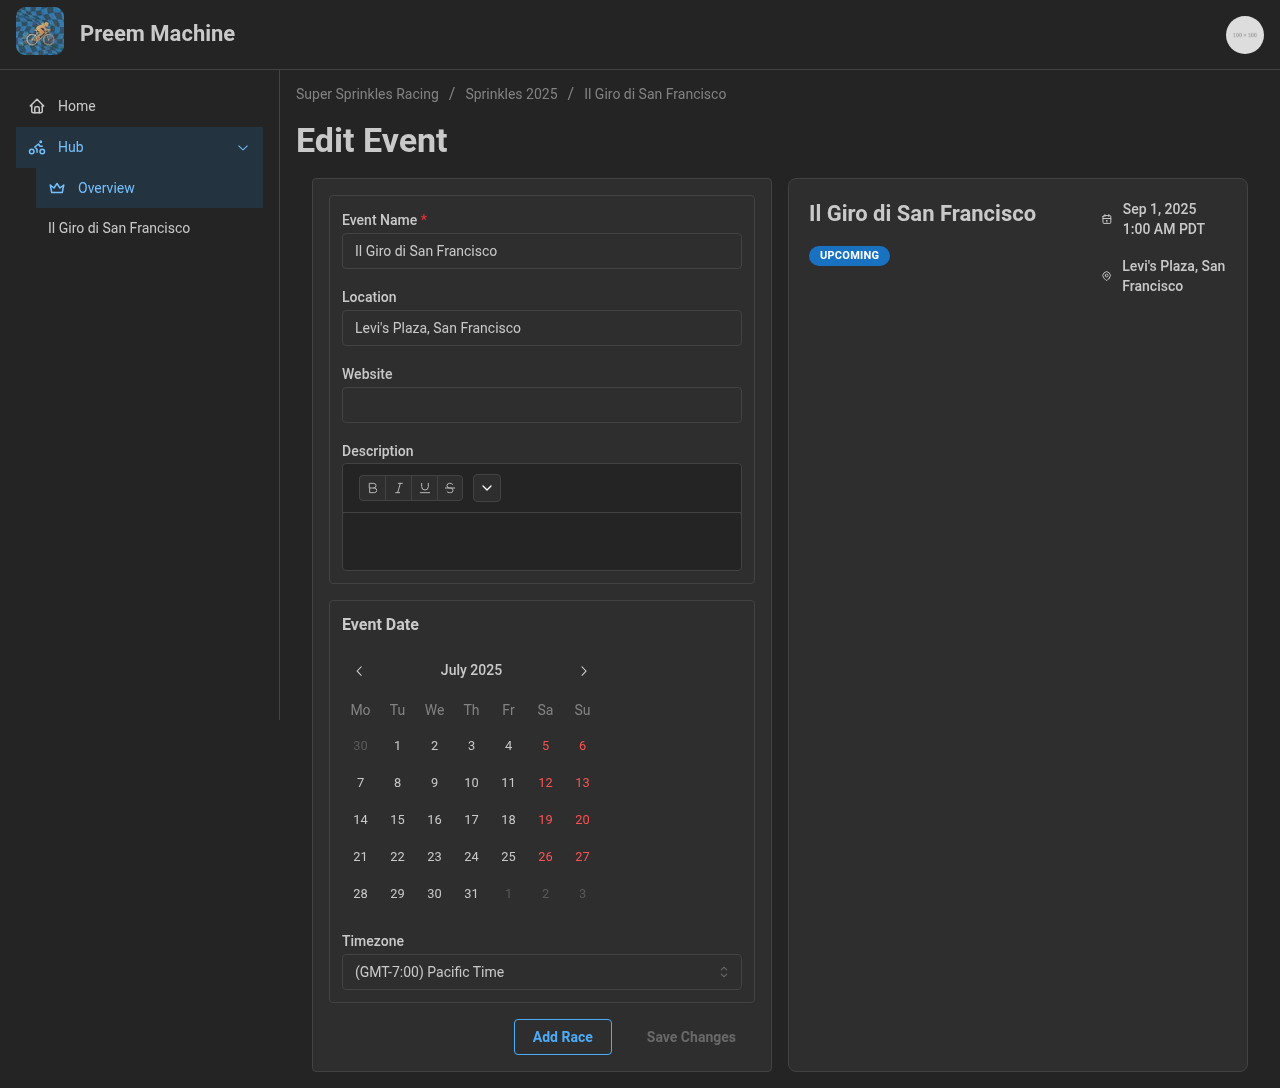 Preem Machine
100 × 100
Home
Hub
Overview
Il Giro di San Francisco
Super Sprinkles Racing / Sprinkles 2025 / Il Giro di San Francisco
Edit Event
Event Name *
Il Giro di San Francisco
Location
Levi's Plaza, San Francisco
Website
Description
B I U S
Event Date
July 2025
Mo Tu We Th Fr Sa Su
30 1 2 3 4 5 6
7 8 9 10 11 12 13
14 15 16 17 18 19 20
21 22 23 24 25 26 27
28 29 30 31 1 2 3
Timezone
(GMT-7:00) Pacific Time
Add Race
Save Changes
Il Giro di San Francisco
UPCOMING
Sep 1, 2025
1:00 AM PDT
Levi's Plaza, San
Francisco